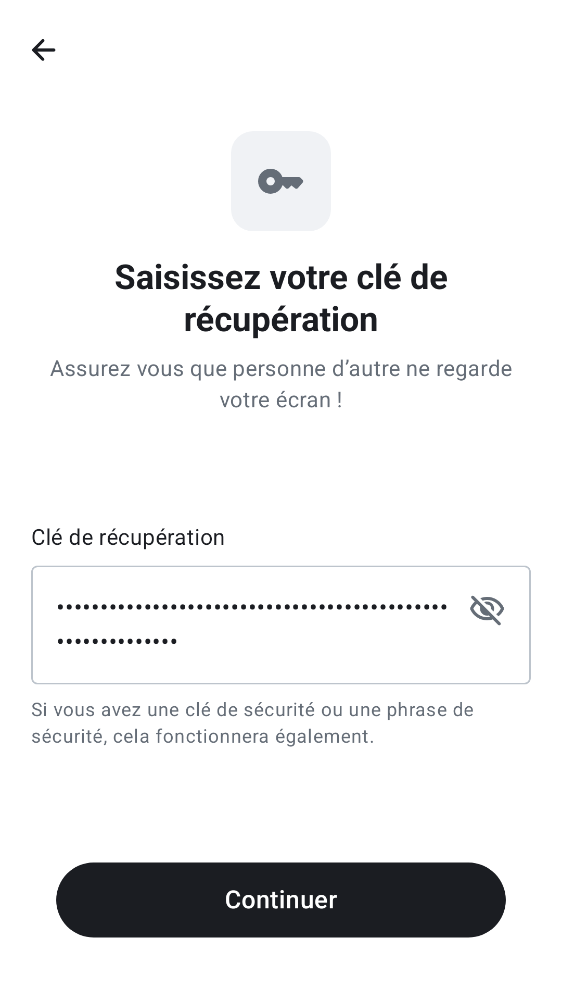 Saisissez votre clé de
récupération
Assurez vous que personne d’autre ne regarde
votre écran !
Clé de récupération
•••••••••••••••••••••••••••••••••••••••••••••
••••••••••••••
Si vous avez une clé de sécurité ou une phrase de
sécurité, cela fonctionnera également.
Continuer